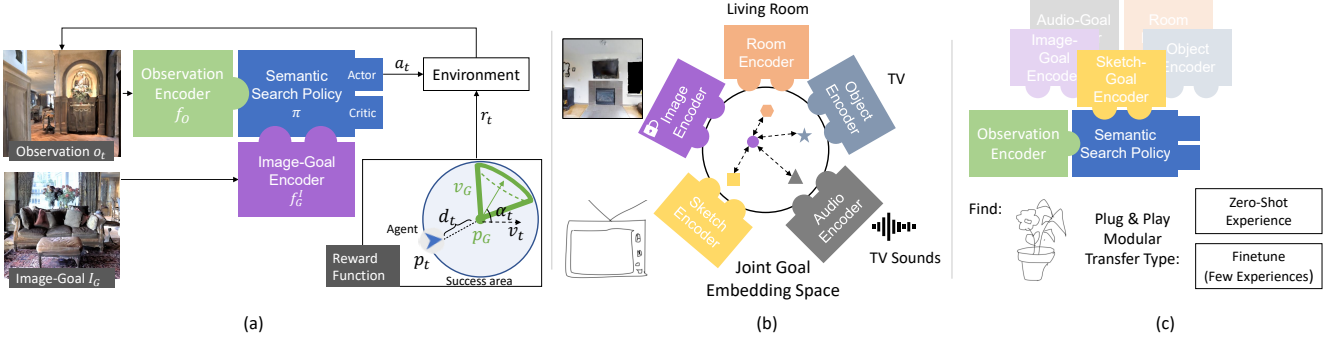 Observation
Encoder
f_O
Semantic
Search Policy
π
Actor
Critic
a_t
Environment
r_t
Observation o_t
Image-Goal
Encoder
f_G^I
Image-Goal I_G
Reward
Function
Agent
p_t
d_t
v_G
α_t
p_G
v_t
Success area
(a)
Living Room
Room
Encoder
TV
Object
Encoder
Image
Encoder
Sketch
Encoder
Audio
Encoder
TV Sounds
Joint Goal
Embedding Space
(b)
Audio-Goal
Room
Image-
Goal
Encoder
Object
Encoder
Sketch-
Goal
Encoder
Observation
Encoder
Semantic
Search Policy
Find:
Plug & Play
Modular
Transfer Type:
Zero-Shot
Experience
Finetune
(Few Experiences)
(c)